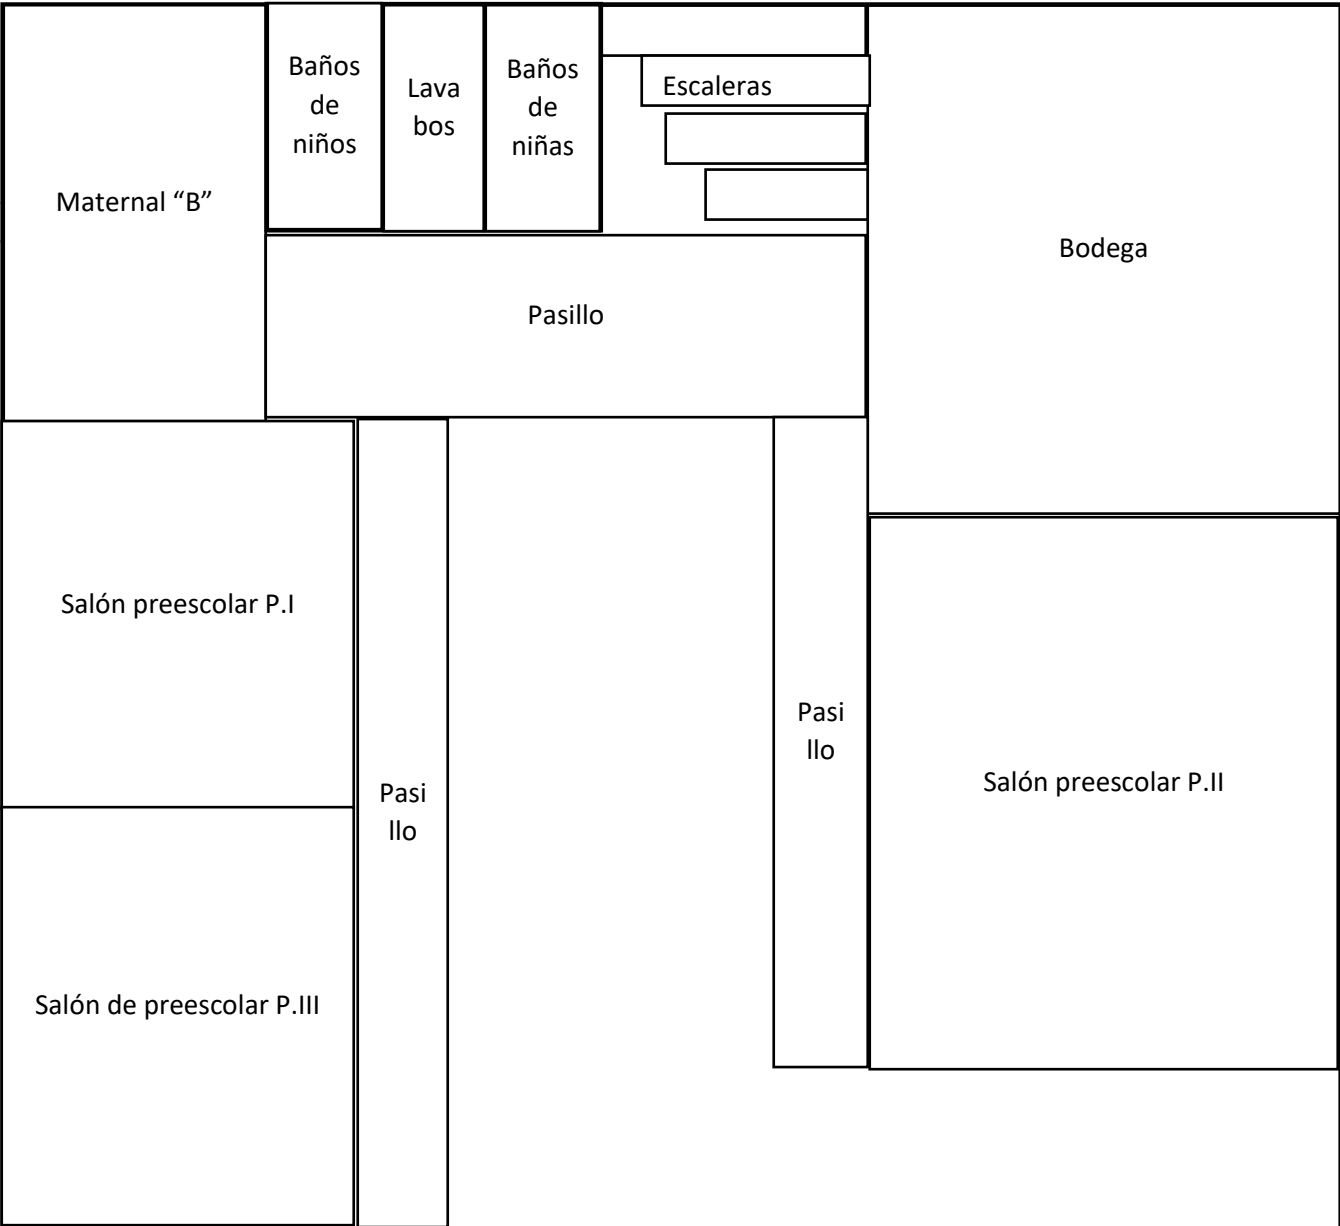 Baños
de
niños
Lava
bos
Baños
de
niñas
Escaleras
Maternal “B”
Bodega
Pasillo
Salón preescolar P.I
Pasi
llo
Salón preescolar P.II
Pasi
llo
Salón de preescolar P.III